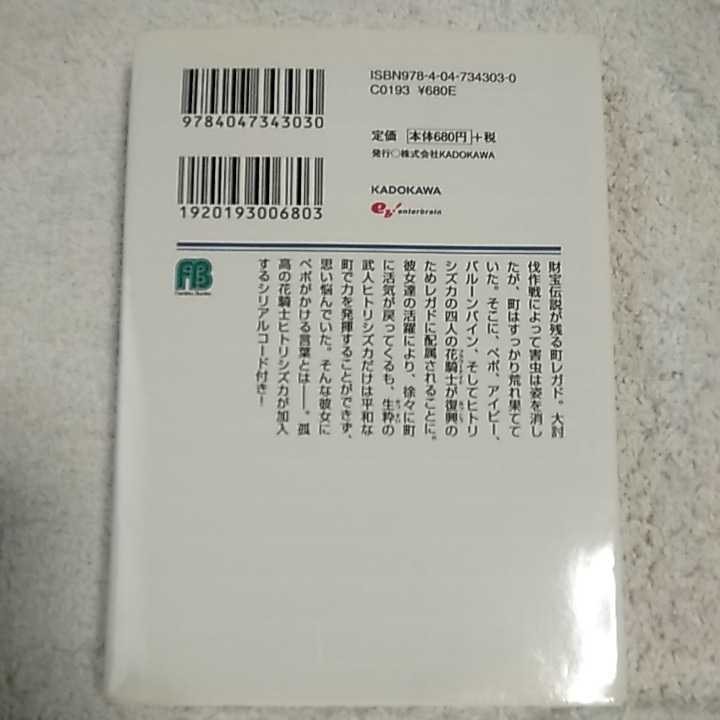 ISBN978-4-04-734303-0
C0193 ¥680E
9784047343030
定価 本体680円+税
発行○株式会社KADOKAWA
1920193006803
KADOKAWA
eb! enterbrain
FB
財宝伝説が残る町レガド。大討
伐作戦によって害虫は姿を消し
たが、町はすっかり荒れ果てて
いた。そこに、ペポ、アイビー、
バルーンバイン、そしてヒトリ
シズカの四人の花騎士が復興の
ためレガドに配属されることに。
彼女達の活躍により、徐々に町
に活気が戻ってくるも、生粋の
武人ヒトリシズカだけは平和な
町で力を発揮することができず、
思い悩んでいた。そんな彼女に
ペポがかける言葉とは――。孤
高の花騎士ヒトリシズカが加入
するシリアルコード付き！